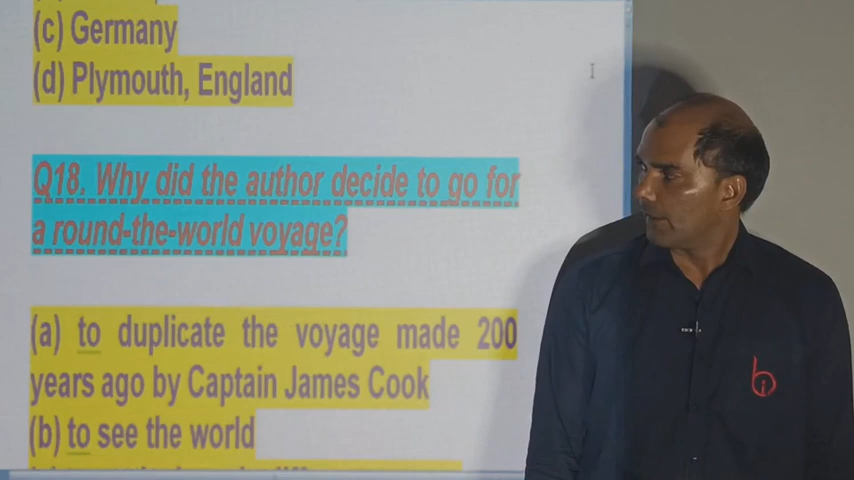 (c) Germany
(d) Plymouth, England
Q18. Why did the author decide to go for
a round-the-world voyage?
(a) to duplicate the voyage made 200
years ago by Captain James Cook
(b) to see the world